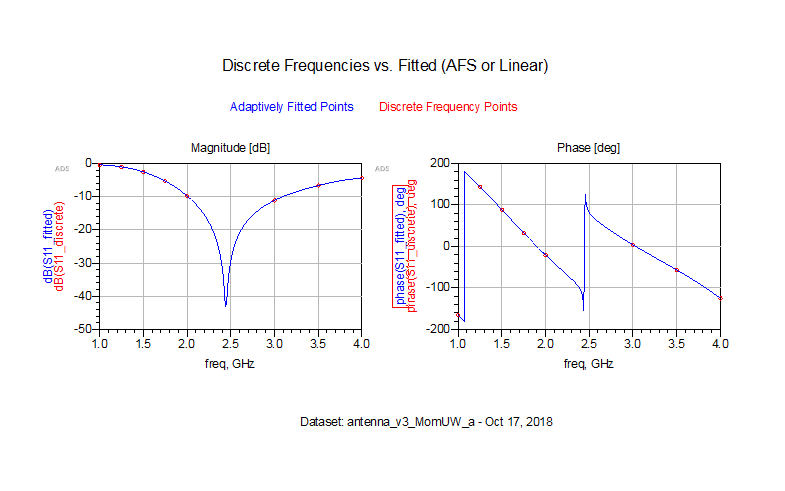 Discrete Frequencies vs. Fitted (AFS or Linear)
Adaptively Fitted Points Discrete Frequency Points
Magnitude [dB]
ADS
dB(S11_fitted)
dB(S11_discrete)
0
-10
-20
-30
-40
-50
1.0 1.5 2.0 2.5 3.0 3.5 4.0
freq, GHz
Phase [deg]
ADS
phase(S11_fitted), deg
phase(S11_discrete), deg
200
100
0
-100
-200
1.0 1.5 2.0 2.5 3.0 3.5 4.0
freq, GHz
Dataset: antenna_v3_MomUW_a - Oct 17, 2018